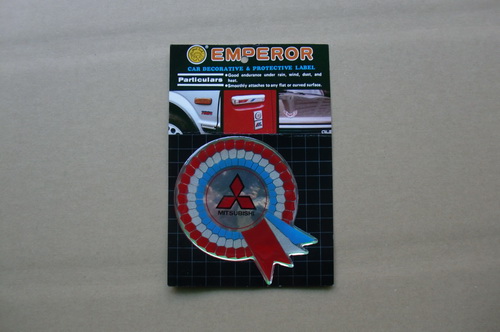 EMPEROR
CAR DECORATIVE & PROTECTIVE LABEL
Particulars
● Good endurance under rain, wind, dust, and heat.
● Smoothly attaches to any flat or curved surface.
MITSUBISHI